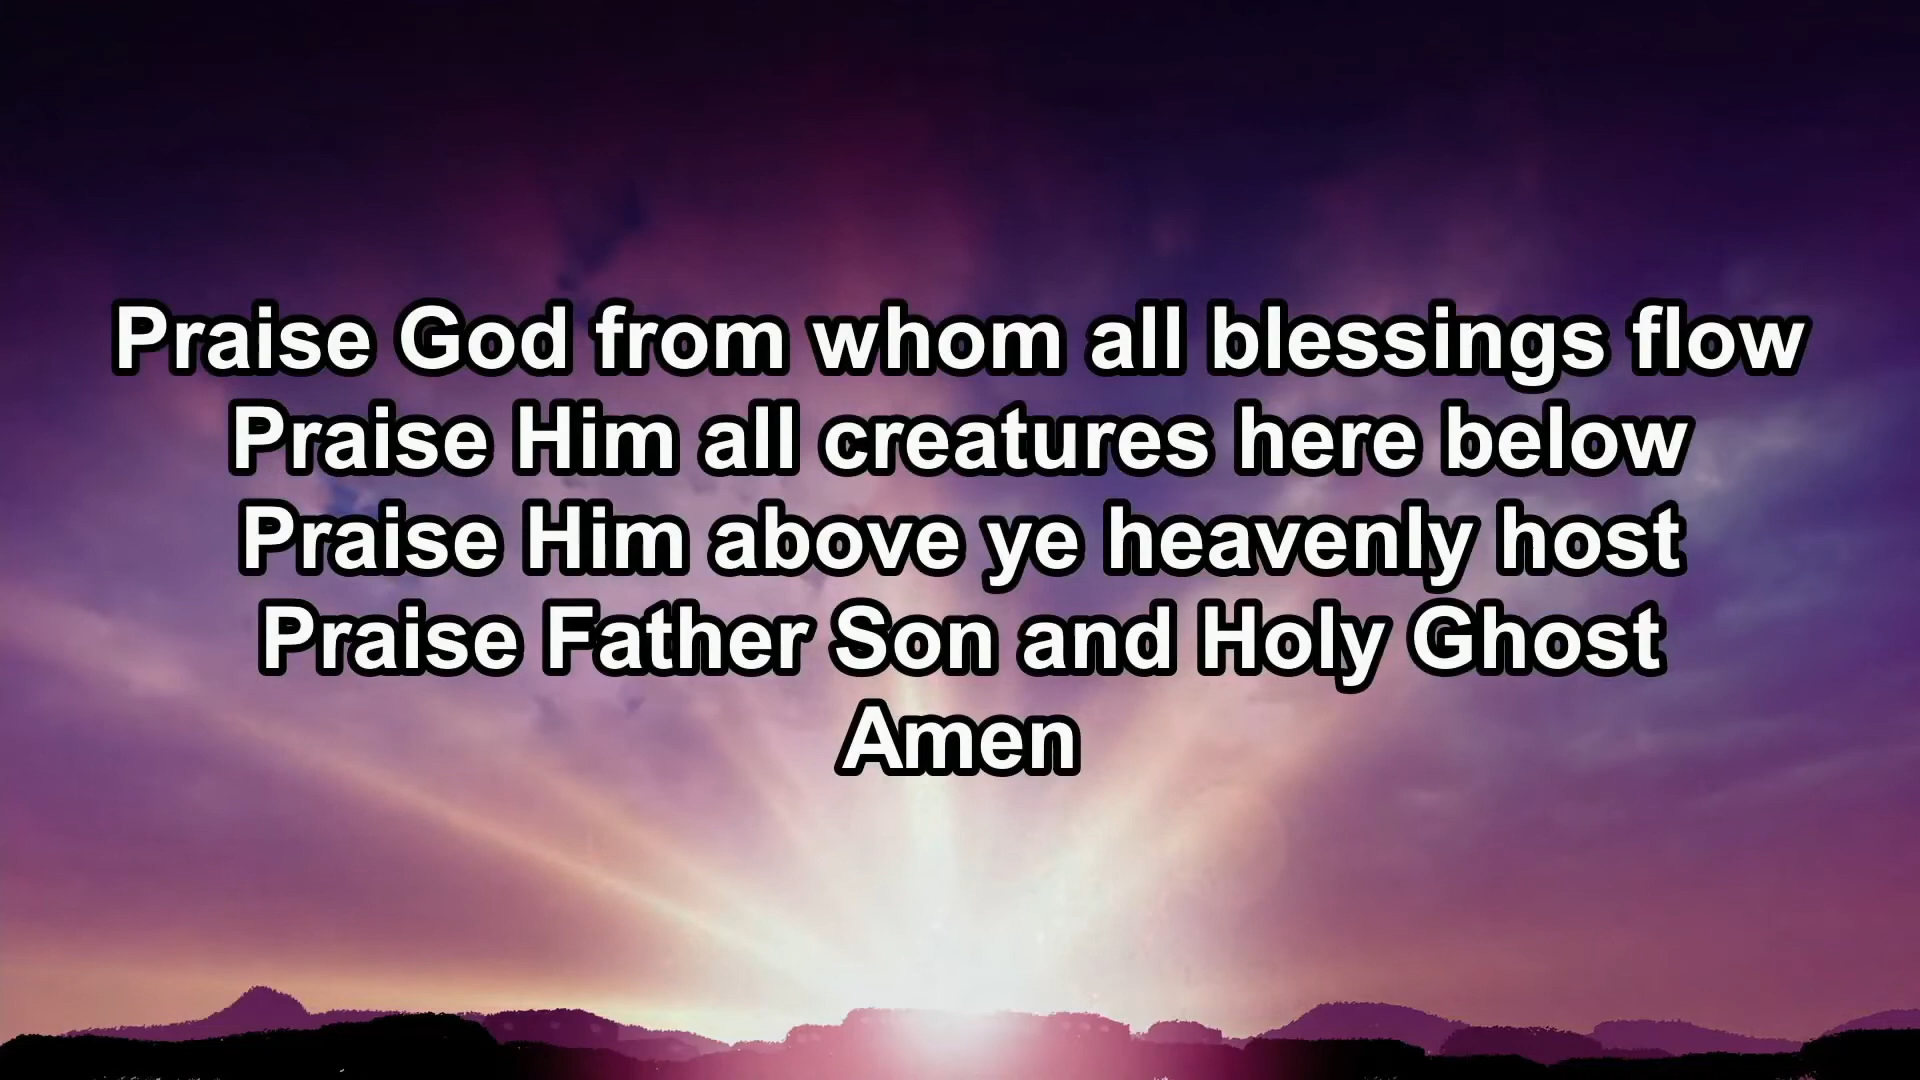 Praise God from whom all blessings flow
Praise Him all creatures here below
Praise Him above ye heavenly host
Praise Father Son and Holy Ghost
Amen